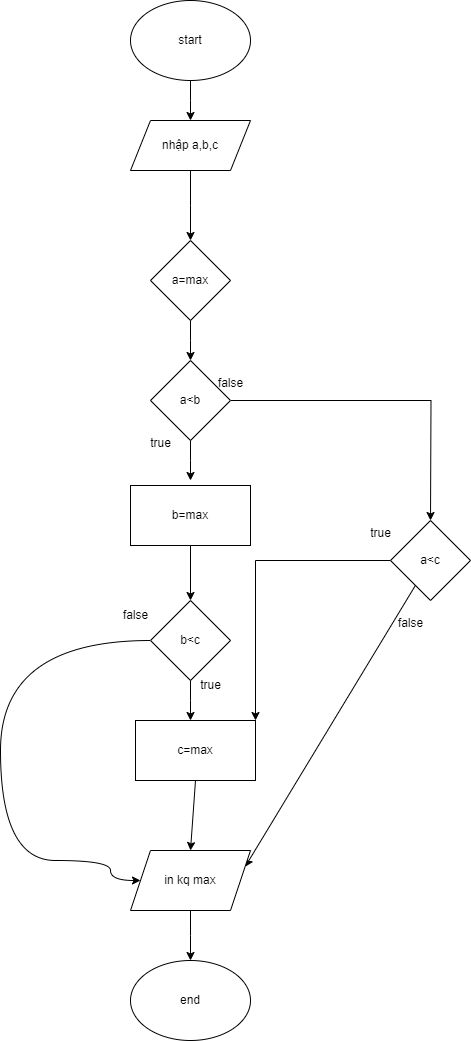 start
nhập a,b,c
a=max
a<b
false
true
b=max
true
a<c
false
b<c
false
true
c=max
in kq max
end